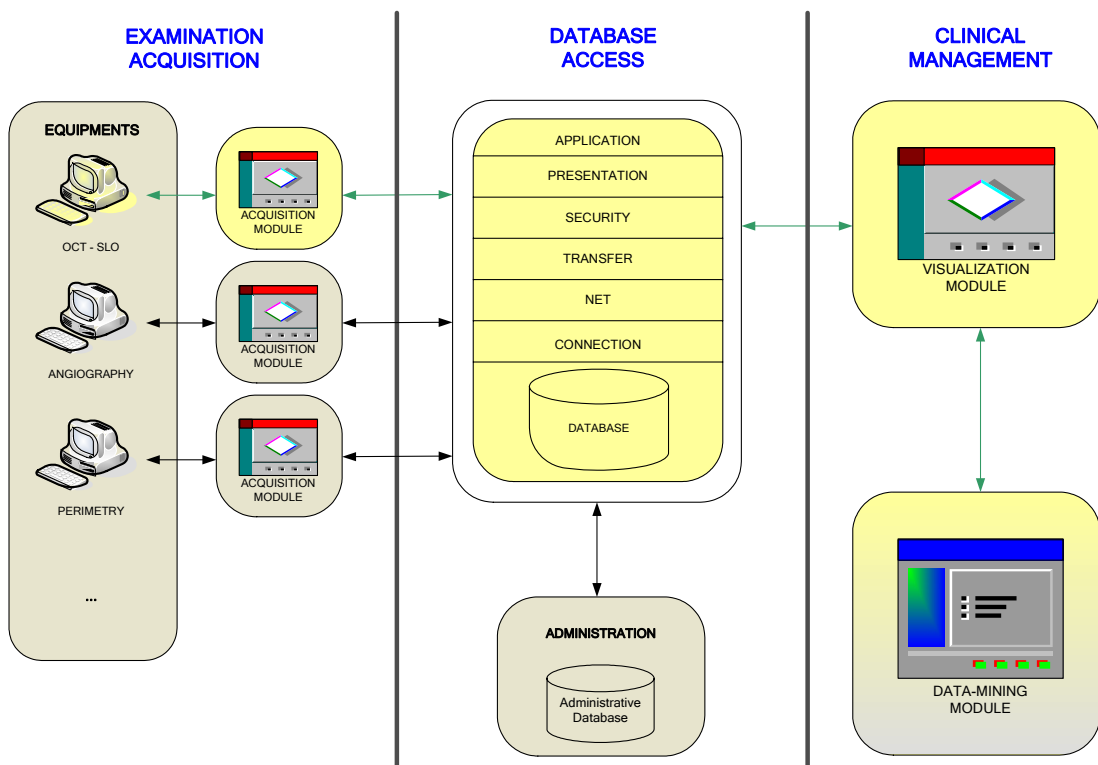 EXAMINATION
ACQUISITION
EQUIPMENTS
OCT - SLO
ANGIOGRAPHY
PERIMETRY
...
ACQUISITION
MODULE
ACQUISITION
MODULE
ACQUISITION
MODULE
DATABASE
ACCESS
APPLICATION
PRESENTATION
SECURITY
TRANSFER
NET
CONNECTION
DATABASE
ADMINISTRATION
Administrative
Database
CLINICAL
MANAGEMENT
VISUALIZATION
MODULE
DATA-MINING
MODULE